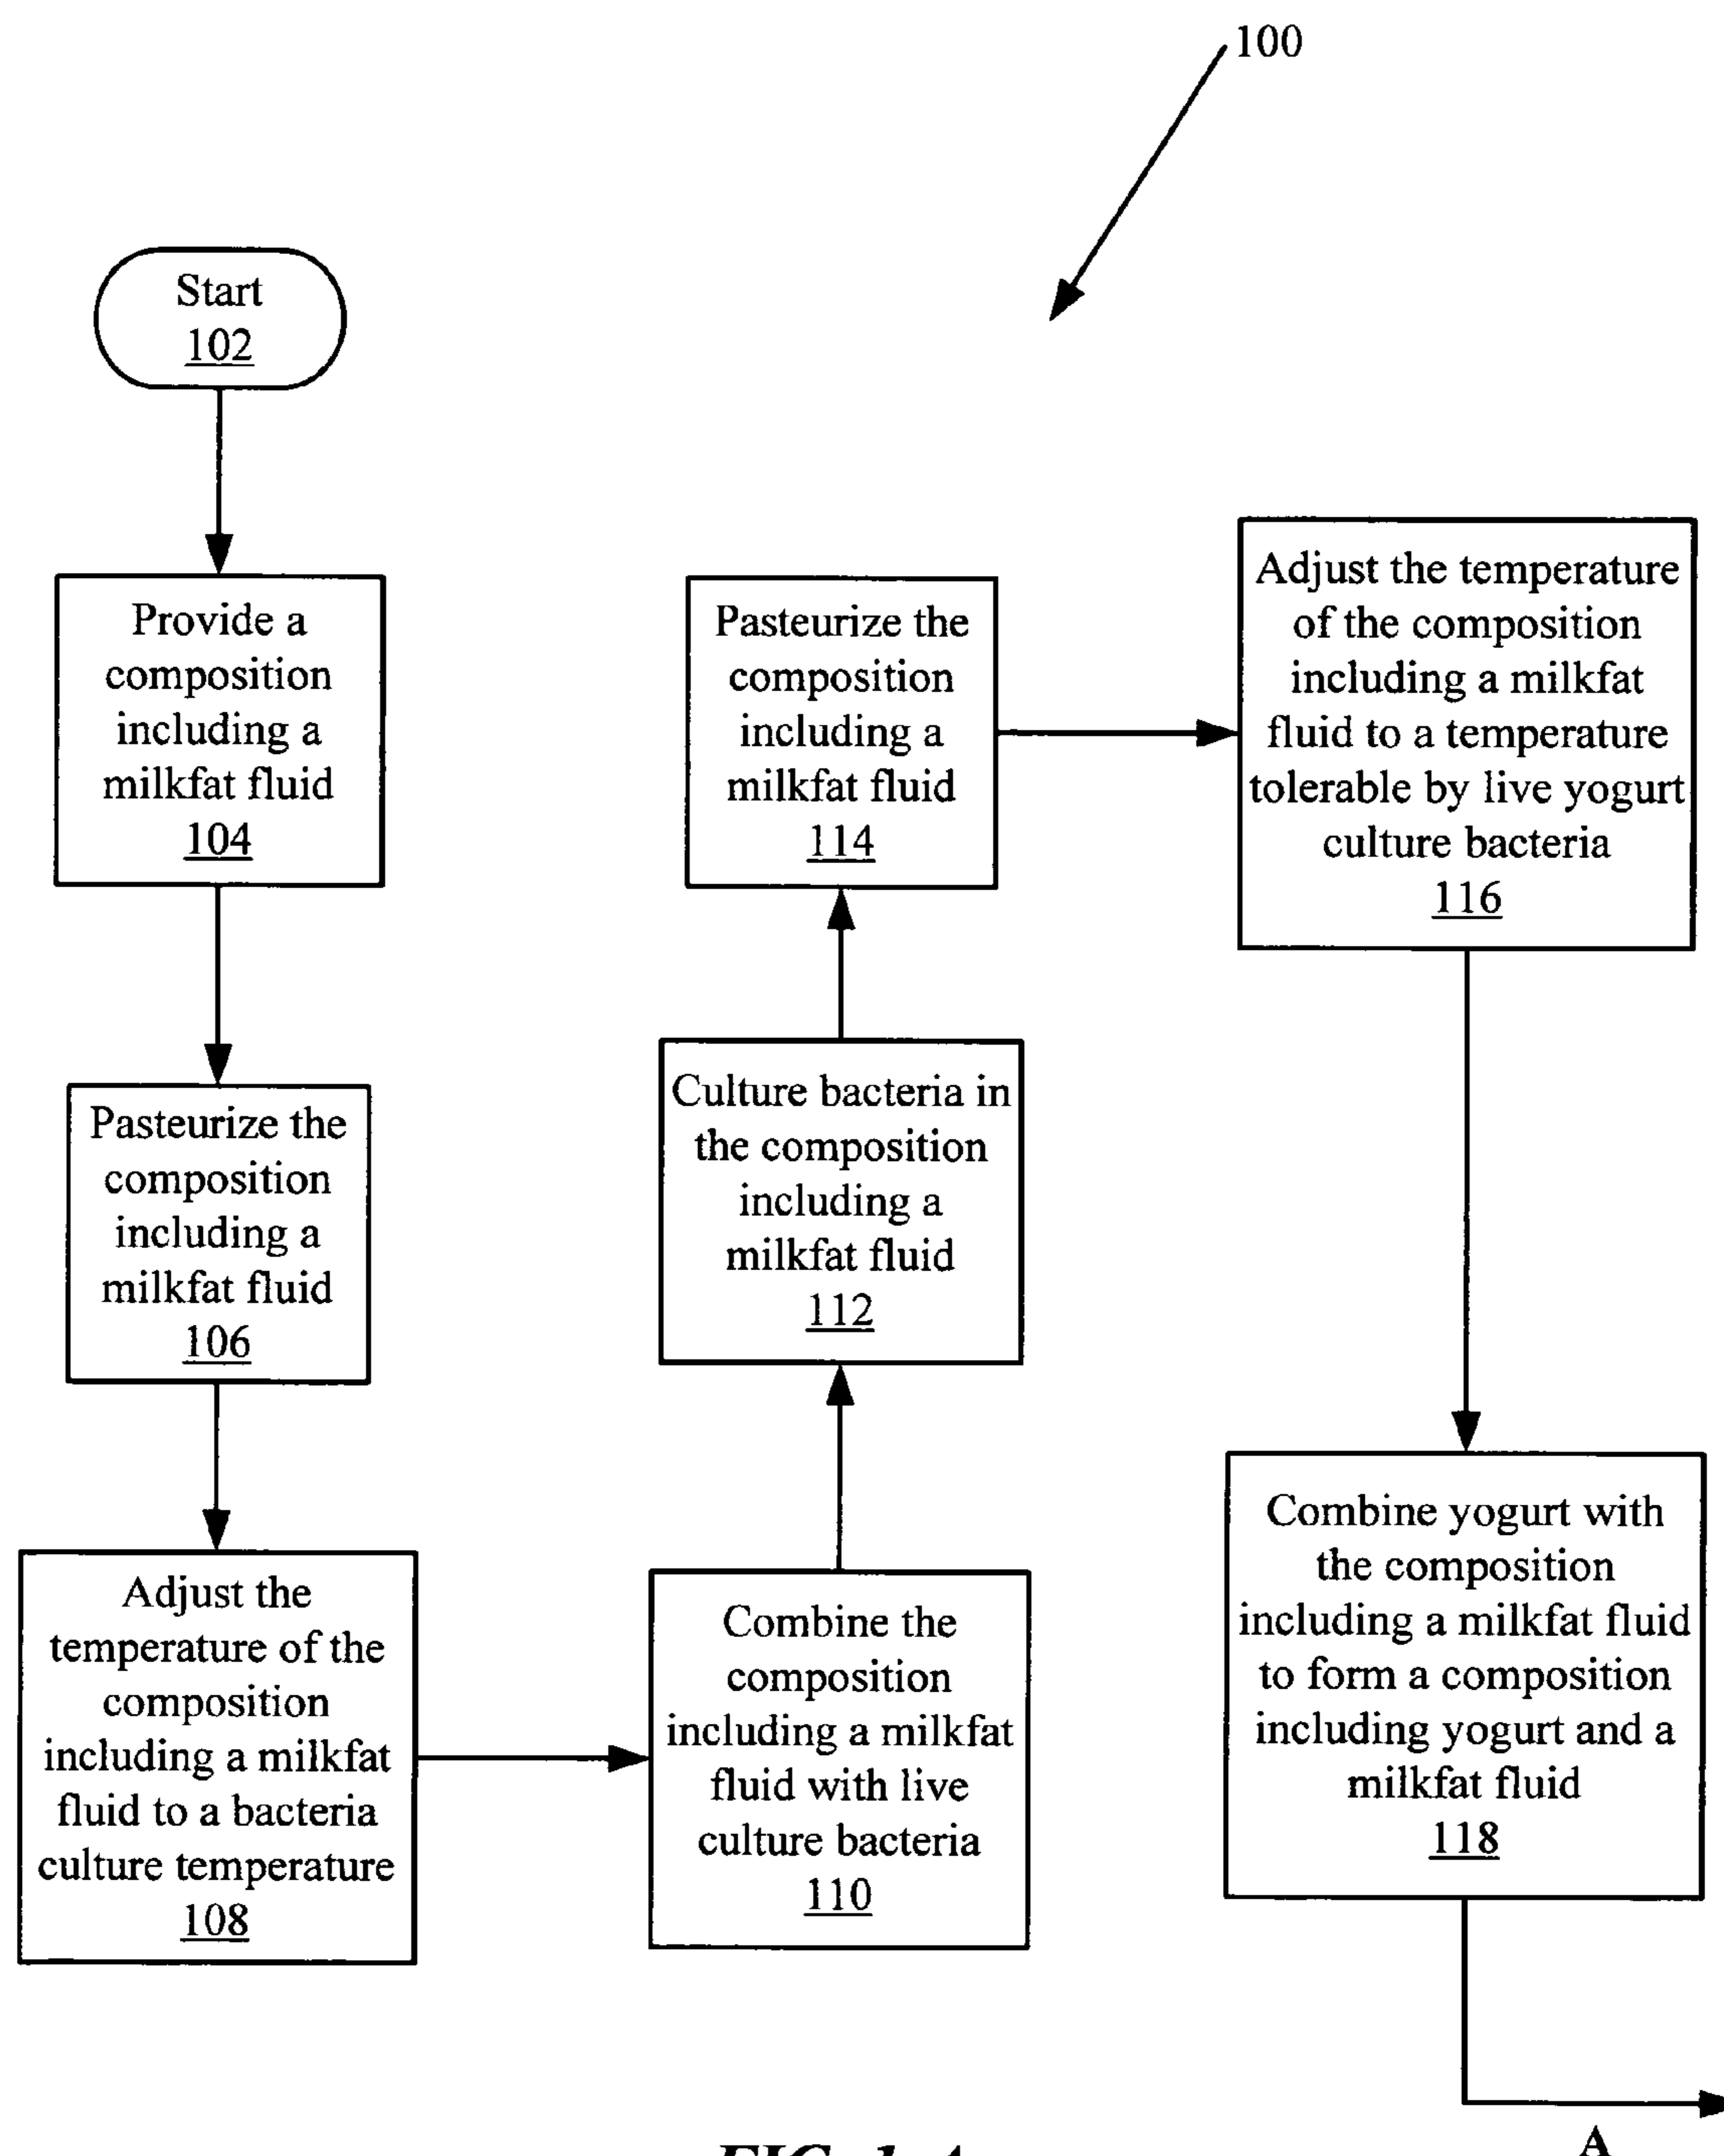 100
Start
102
Provide a
composition
including a
milkfat fluid
104
Pasteurize the
composition
including a
milkfat fluid
106
Adjust the
temperature of the
composition
including a milkfat
fluid to a bacteria
culture temperature
108
Combine the
composition
including a milkfat
fluid with live
culture bacteria
110
Culture bacteria in
the composition
including a
milkfat fluid
112
Pasteurize the
composition
including a
milkfat fluid
114
Adjust the temperature
of the composition
including a milkfat
fluid to a temperature
tolerable by live yogurt
culture bacteria
116
Combine yogurt with
the composition
including a milkfat fluid
to form a composition
including yogurt and a
milkfat fluid
118
A